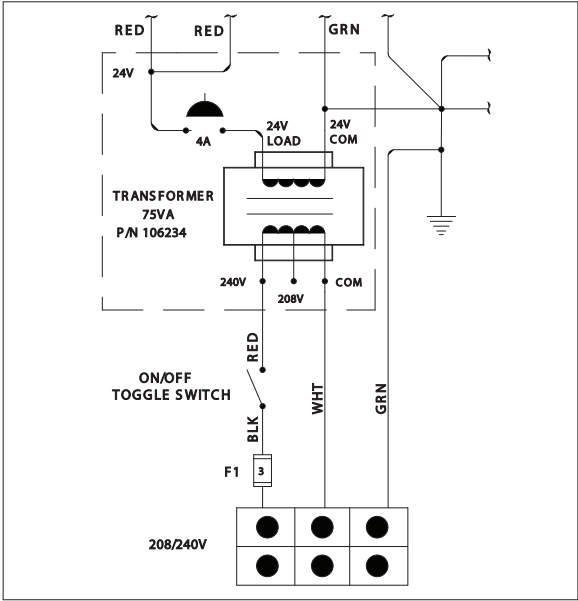 RED
RED
GRN
24V
4A
24V
LOAD
24V
COM
TRANSFORMER
75VA
P/N 106234
240V
208V
COM
RED
ON/OFF
TOGGLE SWITCH
WHT
GRN
BLK
F1
3
208/240V